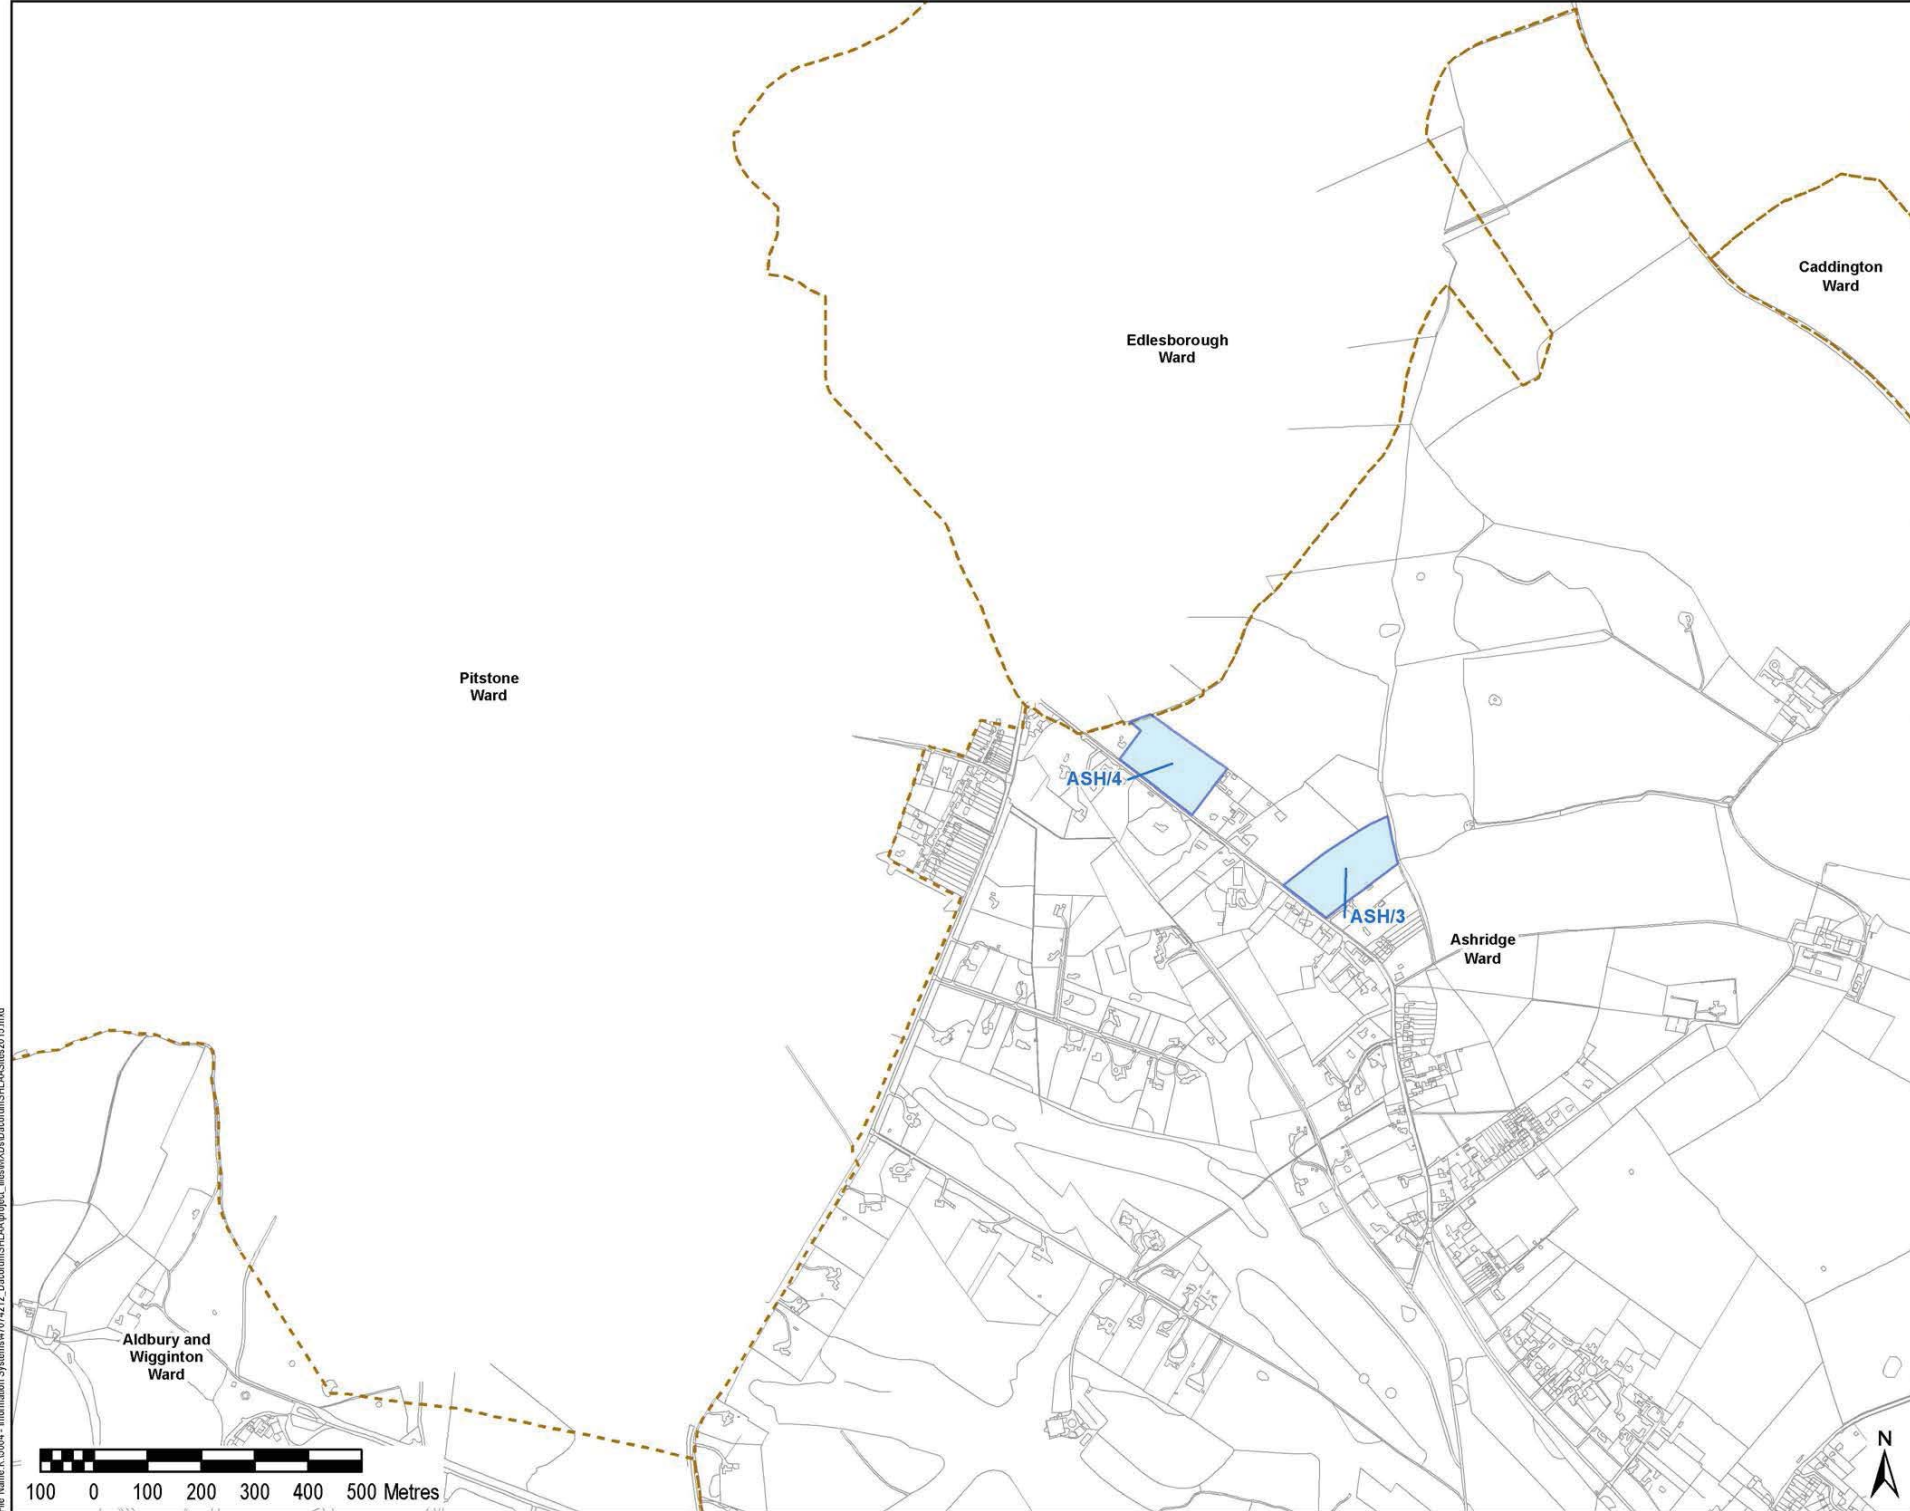 Caddington
Ward
Edlesborough
Ward
Pitstone
Ward
ASH/4
ASH/3
Ashridge
Ward
Aldbury and
Wigginton
Ward
N
100 0 100 200 300 400 500 Metres